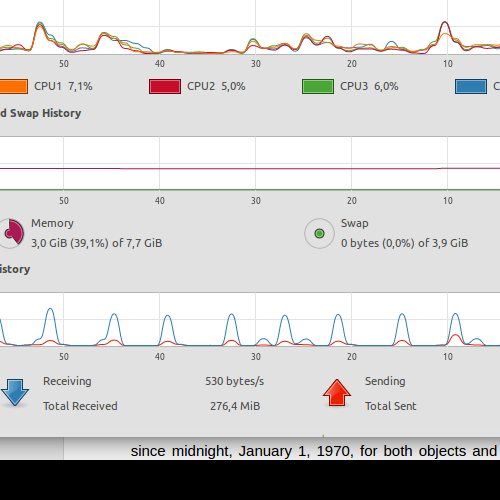 50 40 30 20 10
CPU1 7,1% CPU2 5,0% CPU3 6,0% C
d Swap History
50 40 30 20 10
Memory
3,0 GiB (39,1%) of 7,7 GiB
Swap
0 bytes (0,0%) of 3,9 GiB
istory
50 40 30 20 10
Receiving 530 bytes/s
Total Received 276,4 MiB
Sending
Total Sent
since midnight, January 1, 1970, for both objects and